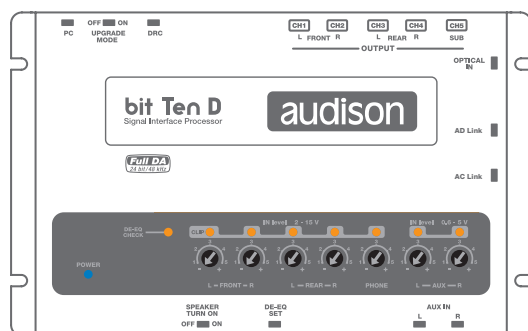 CH1 CH2 CH3 CH4 CH5
OFF ON
PC UPGRADE MODE DRC
L FRONT R L REAR R SUB
OUTPUT
OPTICAL IN
bit Ten D
Signal Interface Processor
audison
AD Link
Full DA
24 bit/48 kHz
AC Link
DE-EQ CHECK
CLIP
IN level 2 - 15 V
IN level 0,6 - 5 V
POWER
L FRONT R L REAR R PHONE L AUX R
SPEAKER TURN ON
OFF ON
DE-EQ SET
AUX IN
L R